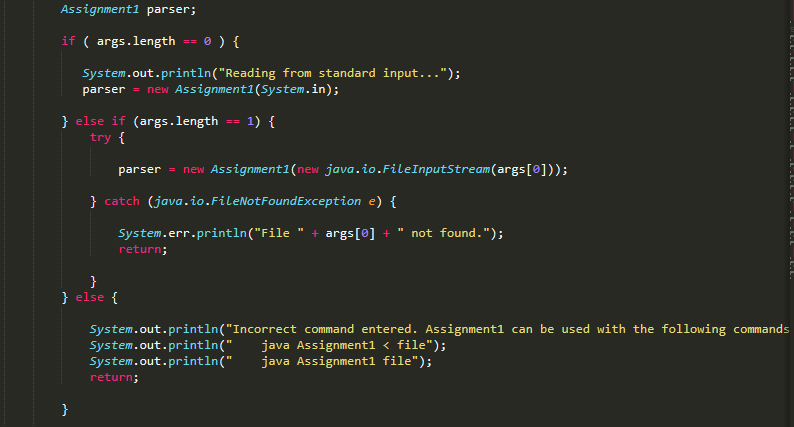 Assignment1 parser;
if ( args.length == 0 ) {
System.out.println("Reading from standard input...");
parser = new Assignment1(System.in);
} else if (args.length == 1) {
try {
parser = new Assignment1(new java.io.FileInputStream(args[0]));
} catch (java.io.FileNotFoundException e) {
System.err.println("File " + args[0] + " not found.");
return;
}
} else {
System.out.println("Incorrect command entered. Assignment1 can be used with the following commands
System.out.println("    java Assignment1 < file");
System.out.println("    java Assignment1 file");
return;
}